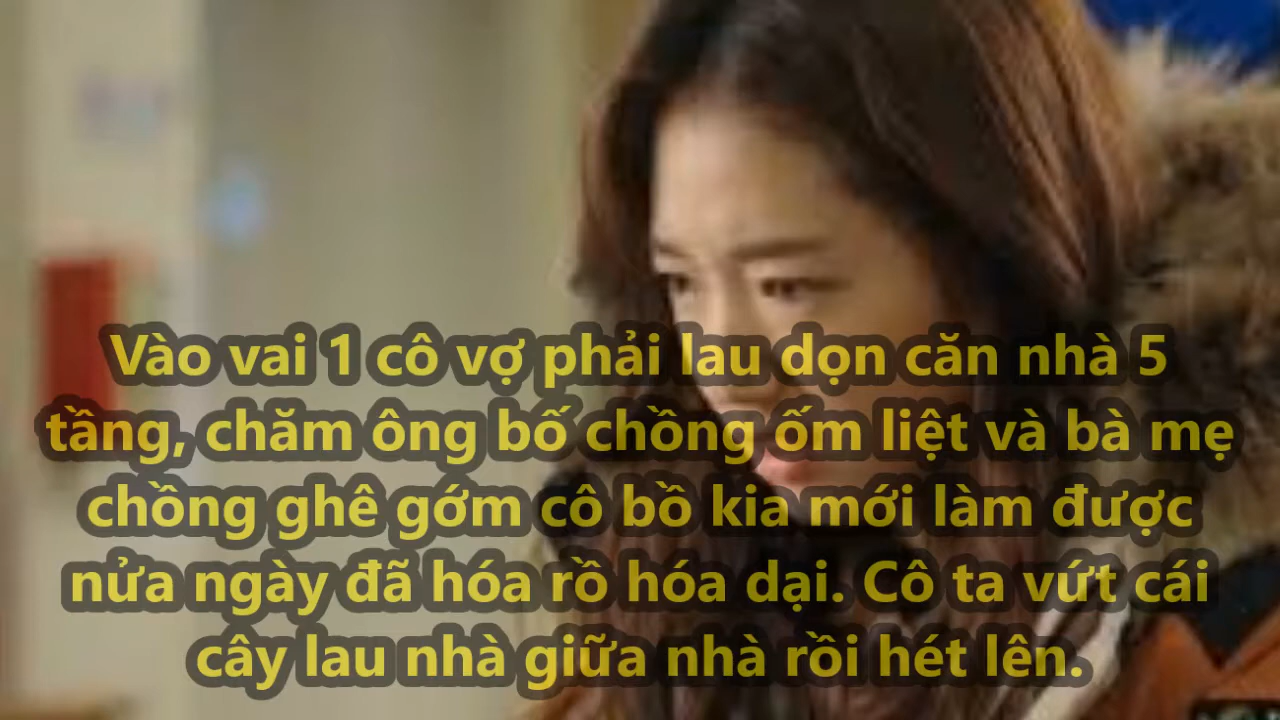 Vào vai 1 cô vợ phải lau dọn căn nhà 5
tầng, chăm ông bố chồng ốm liệt và bà mẹ
chồng ghê gớm cô bồ kia mới làm được
nửa ngày đã hóa rồ hóa dại. Cô ta vứt cái
cây lau nhà giữa nhà rồi hét lên.